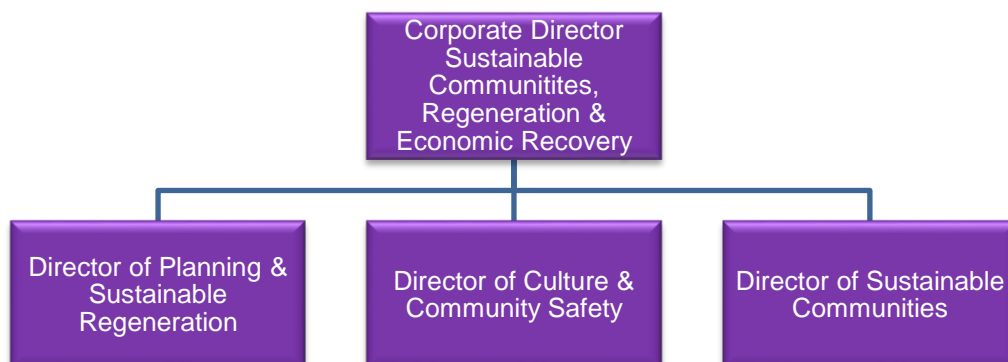 Corporate Director
Sustainable
Communitites,
Regeneration &
Economic Recovery
Director of Planning &
Sustainable
Regeneration
Director of Culture &
Community Safety
Director of Sustainable
Communities